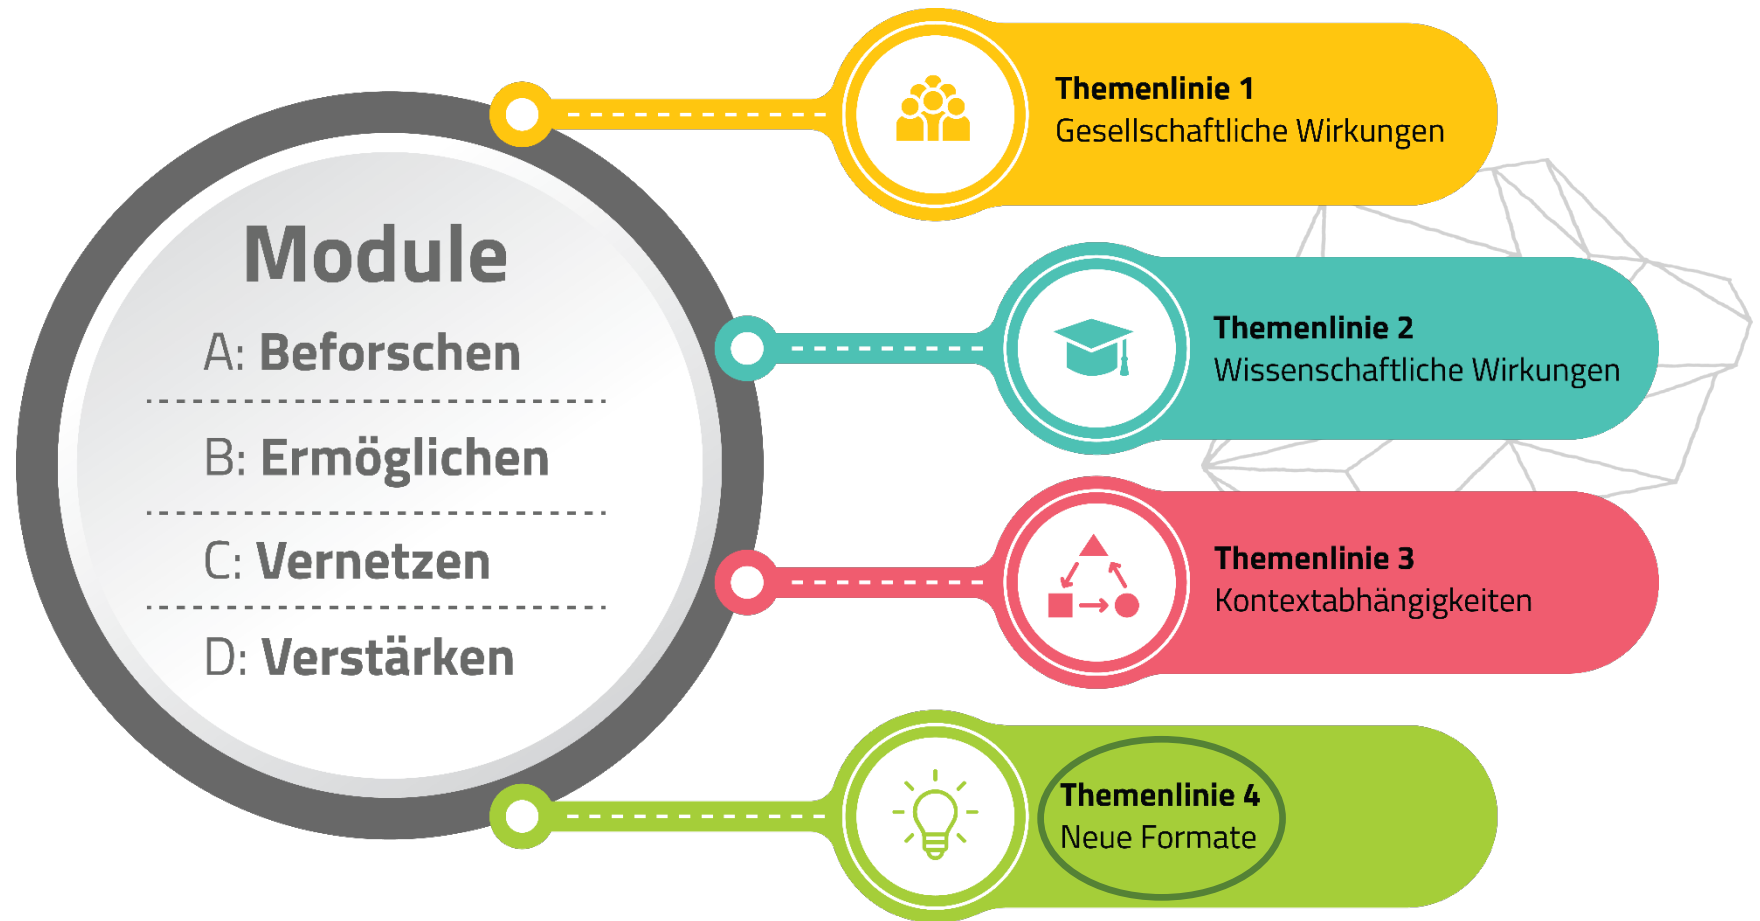 Module
A: Beforschen
B: Ermöglichen
C: Vernetzen
D: Verstärken
Themenlinie 1
Gesellschaftliche Wirkungen
Themenlinie 2
Wissenschaftliche Wirkungen
Themenlinie 3
Kontextabhängigkeiten
Themenlinie 4
Neue Formate